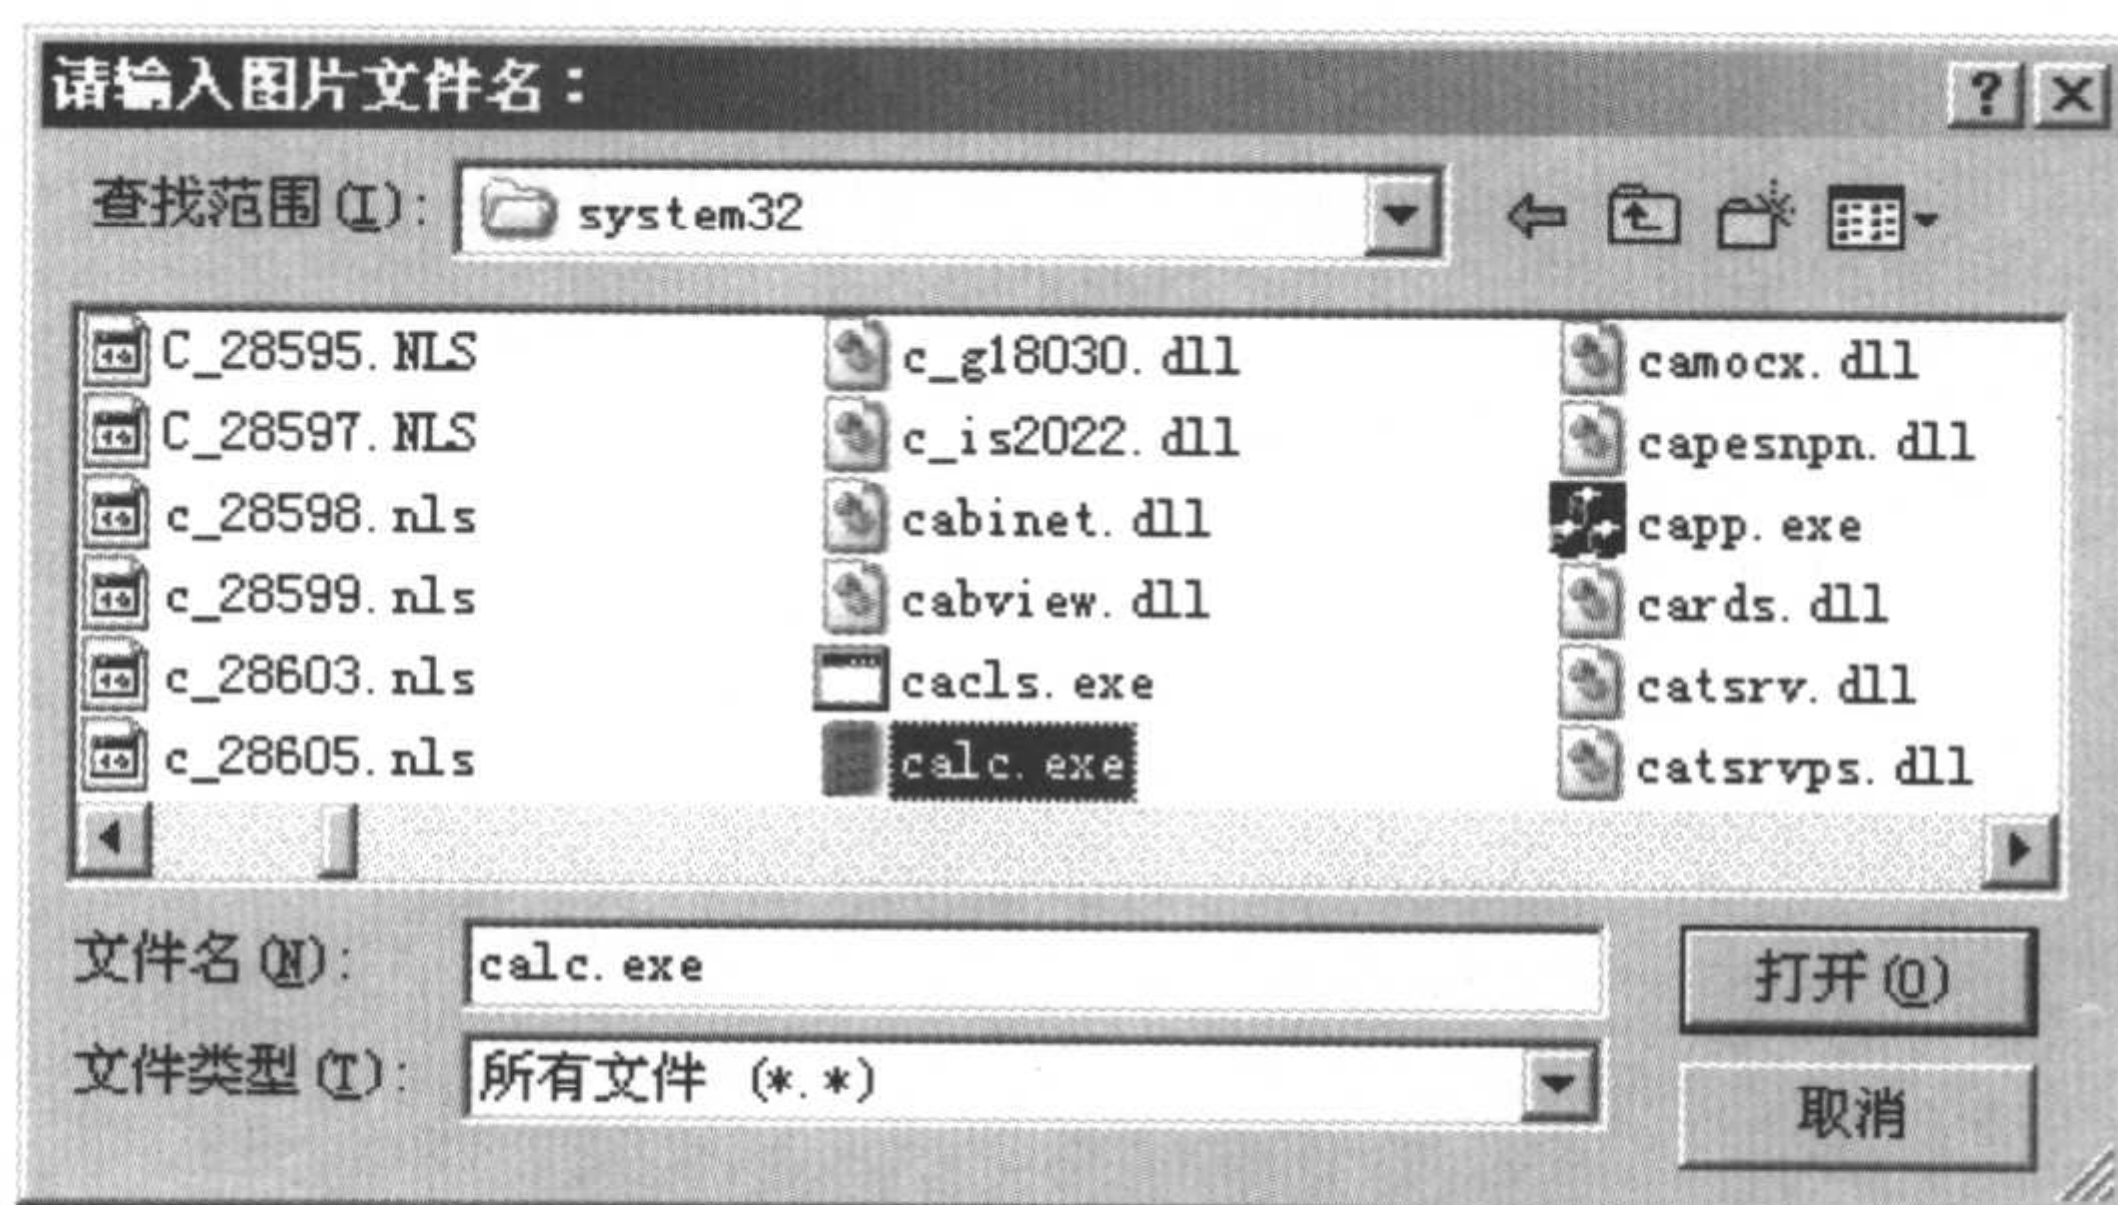 请输入图片文件名：
查找范围(I): system32
C_28595.NLS c_g18030.dll camocx.dll
C_28597.NLS c_is2022.dll capesnpn.dll
c_28598.nls cabinet.dll capp.exe
c_28599.nls cabview.dll cards.dll
c_28603.nls cacls.exe catsrv.dll
c_28605.nls calc.exe catsrvps.dll
文件名(N): calc.exe 打开(O)
文件类型(T): 所有文件 (*.*) 取消